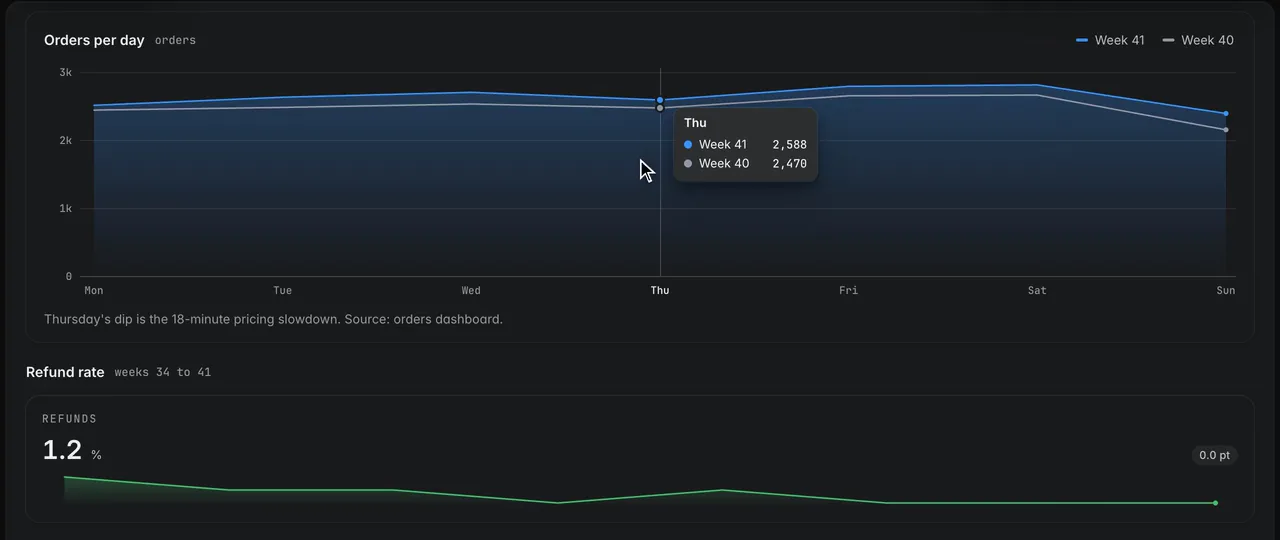 Orders per day orders
Week 41 Week 40
3k
2k
1k
0
Thu
Week 41 2,588
Week 40 2,470
Mon Tue Wed Thu Fri Sat Sun
Thursday's dip is the 18-minute pricing slowdown. Source: orders dashboard.
Refund rate weeks 34 to 41
REFUNDS
1.2 %
0.0 pt